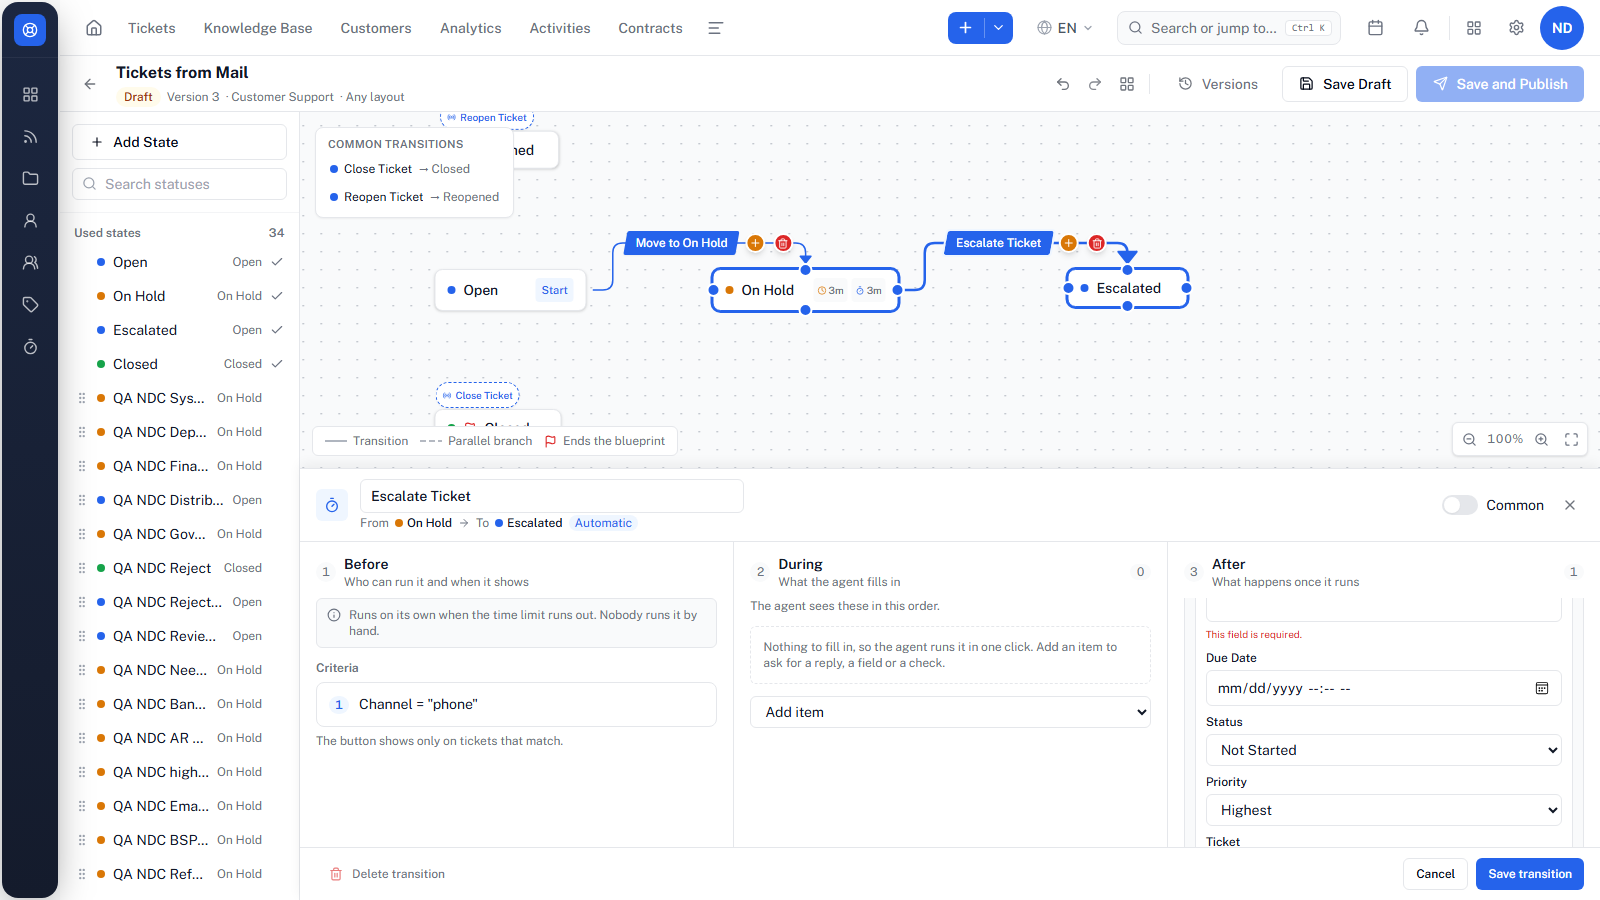 Tickets
Knowledge Base
Customers
Analytics
Activities
Contracts
EN
Search or jump to...
Ctrl K
ND
Tickets from Mail
Draft
Version 3 · Customer Support · Any layout
Versions
Save Draft
Save and Publish
Add State
Search statuses
Used states 34
Open Open
On Hold On Hold
Escalated Open
Closed Closed
QA NDC Sys... On Hold
QA NDC Dep... On Hold
QA NDC Fina... On Hold
QA NDC Distrib... Open
QA NDC Gov... On Hold
QA NDC Reject Closed
QA NDC Reject... Open
QA NDC Revie... Open
QA NDC Nee... On Hold
QA NDC Ban... On Hold
QA NDC AR ... On Hold
QA NDC high... On Hold
QA NDC Ema... On Hold
QA NDC BSP... On Hold
QA NDC Ref... On Hold
Reopen Ticket
COMMON TRANSITIONS
Close Ticket → Closed
Reopen Ticket → Reopened
Move to On Hold
Escalate Ticket
Open Start
On Hold 3m 3m
Escalated
Close Ticket
Transition
Parallel branch
Ends the blueprint
100%
Escalate Ticket
From On Hold → To Escalated Automatic
Common
1 Before
Who can run it and when it shows
Runs on its own when the time limit runs out. Nobody runs it by
hand.
Criteria
1 Channel = "phone"
The button shows only on tickets that match.
2 During 0
What the agent fills in
The agent sees these in this order.
Nothing to fill in, so the agent runs it in one click. Add an item to
ask for a reply, a field or a check.
Add item
3 After 1
What happens once it runs
This field is required.
Due Date
mm/dd/yyyy --:-- --
Status
Not Started
Priority
Highest
Ticket
Delete transition
Cancel
Save transition